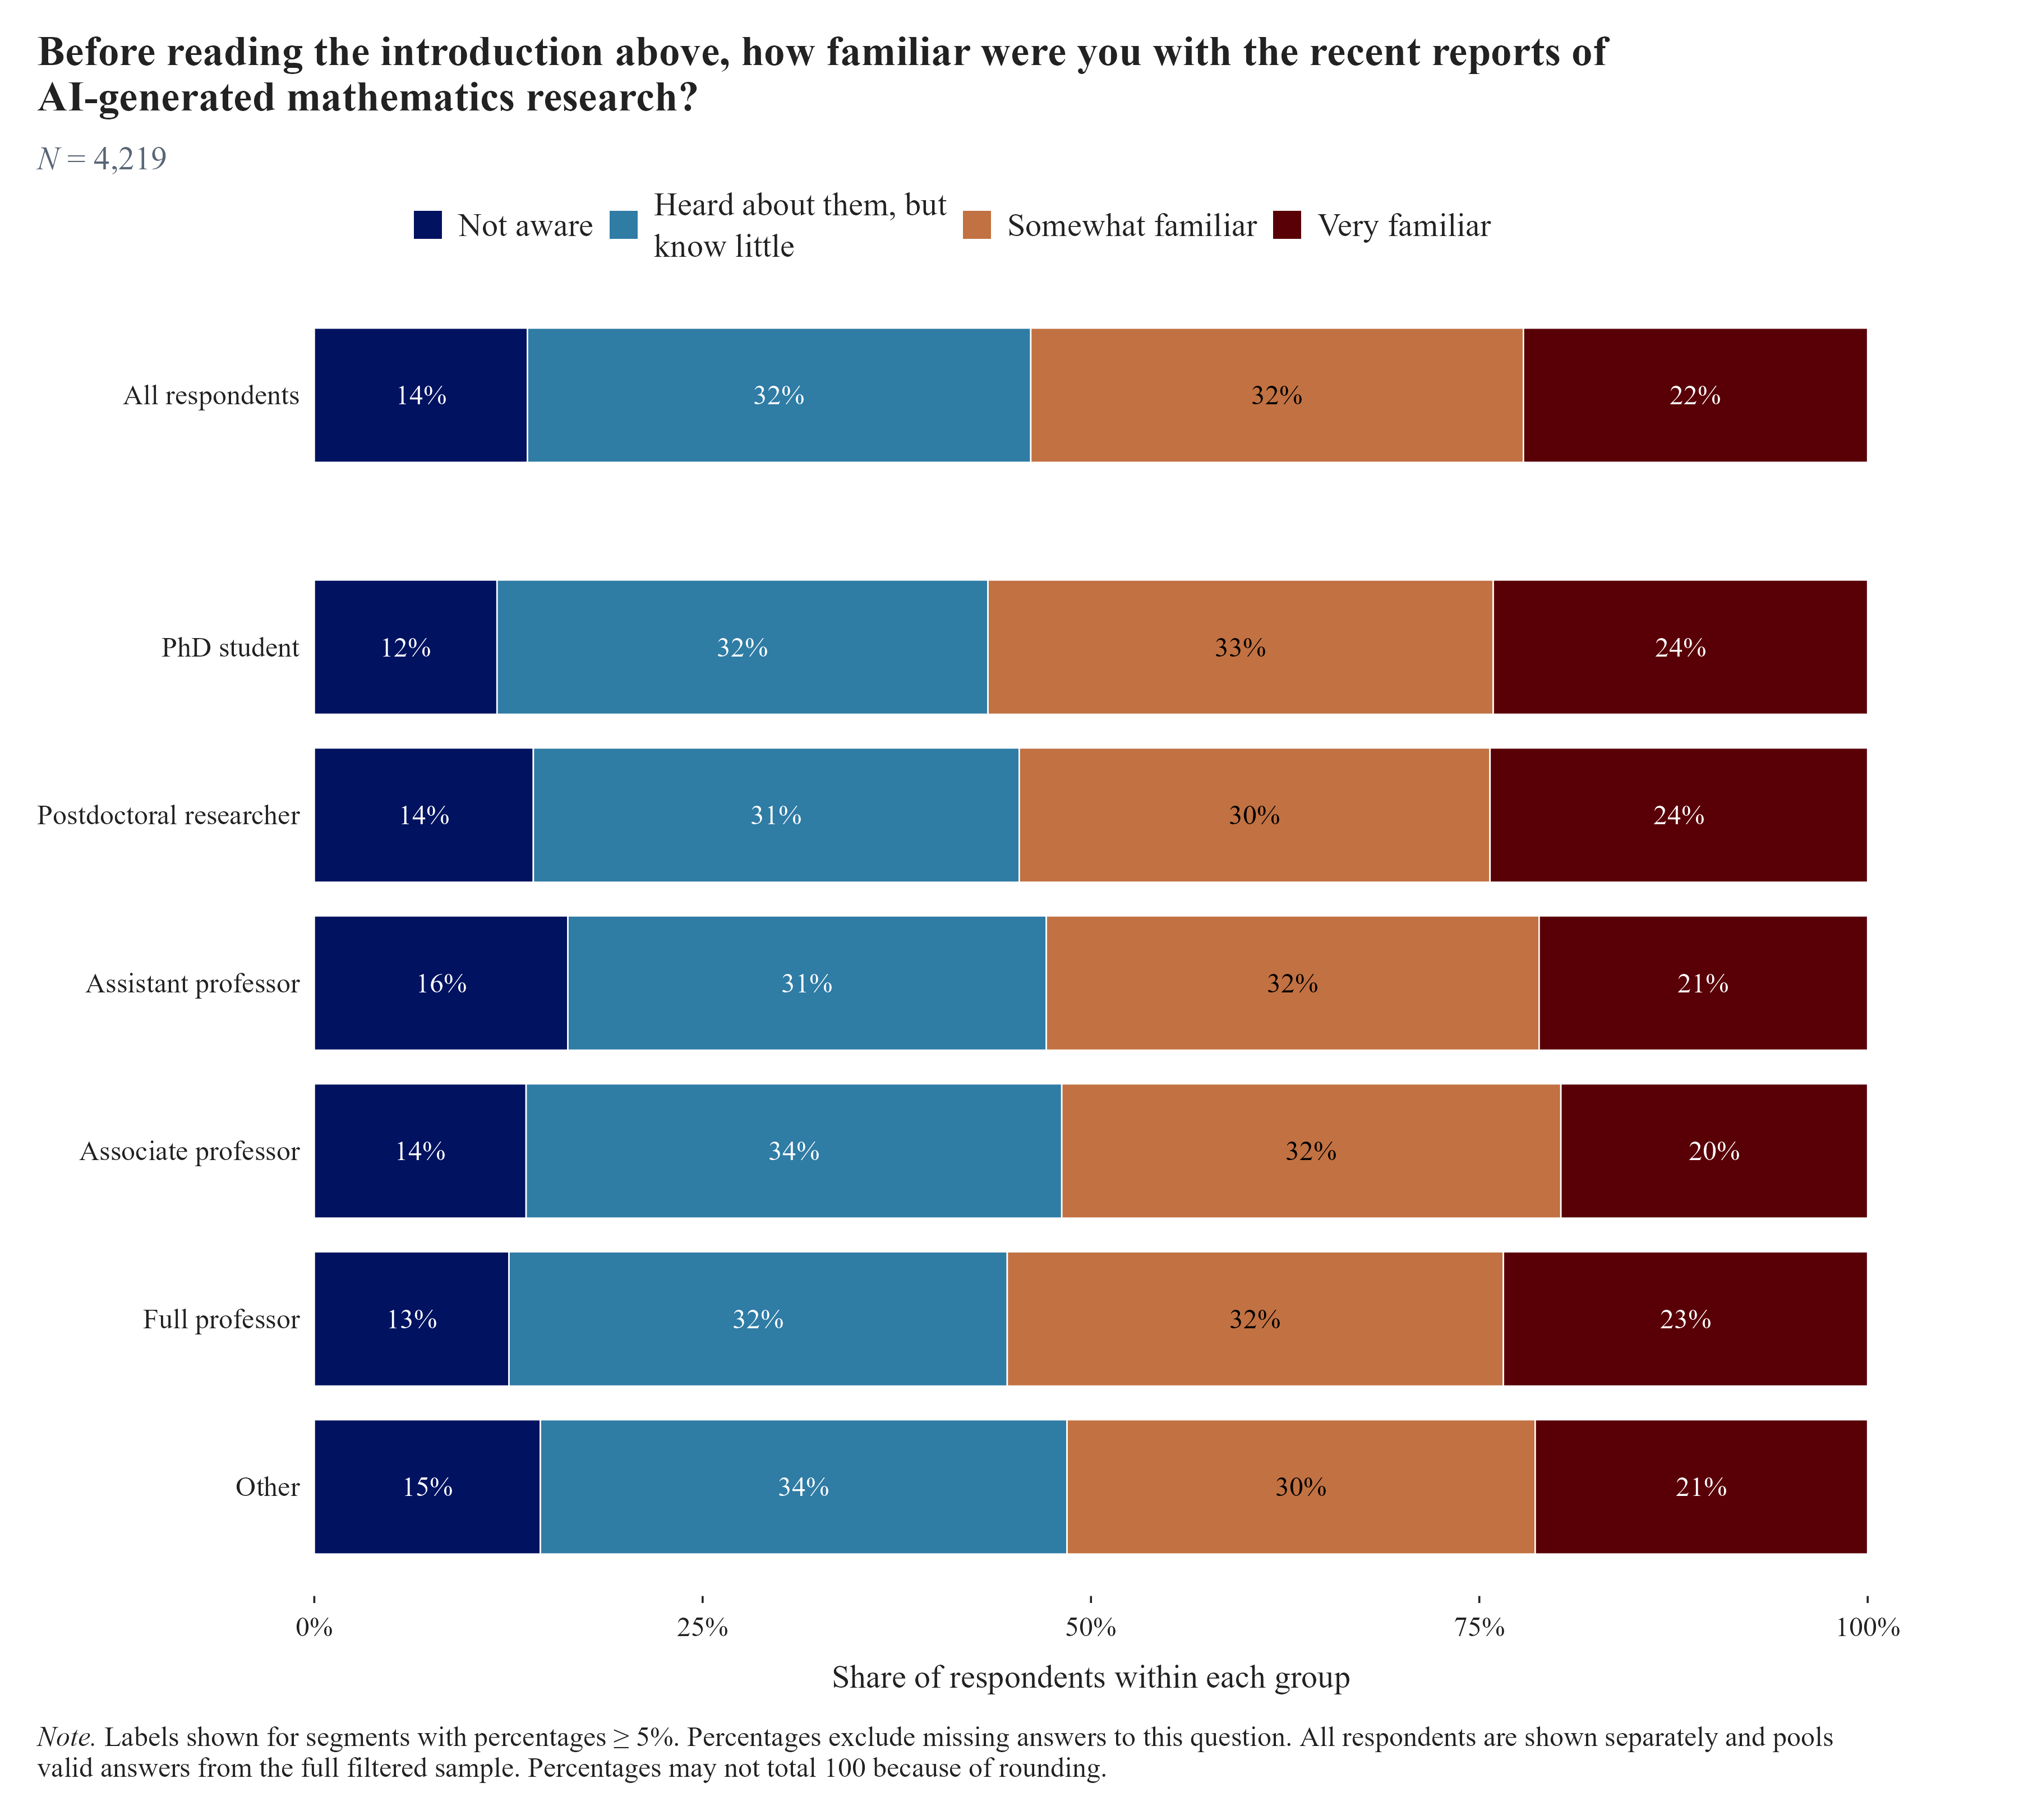 Before reading the introduction above, how familiar were you with the recent reports of
AI-generated mathematics research?
N = 4,219
Not aware
Heard about them, but
know little
Somewhat familiar
Very familiar
All respondents 14% 32% 32% 22%
PhD student 12% 32% 33% 24%
Postdoctoral researcher 14% 31% 30% 24%
Assistant professor 16% 31% 32% 21%
Associate professor 14% 34% 32% 20%
Full professor 13% 32% 32% 23%
Other 15% 34% 30% 21%
0% 25% 50% 75% 100%
Share of respondents within each group
Note. Labels shown for segments with percentages ≥ 5%. Percentages exclude missing answers to this question. All respondents are shown separately and pools
valid answers from the full filtered sample. Percentages may not total 100 because of rounding.